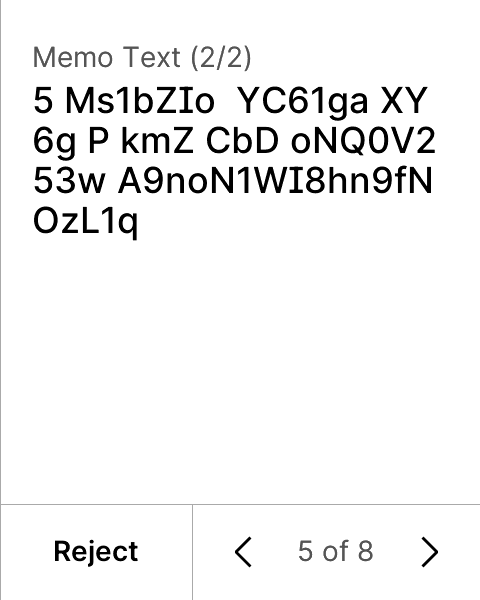 Memo Text (2/2)
5 Ms1bZIo  YC61ga XY
6g P kmZ CbD oNQ0V2
53w A9noN1WI8hn9fN
OzL1q
Reject
5 of 8